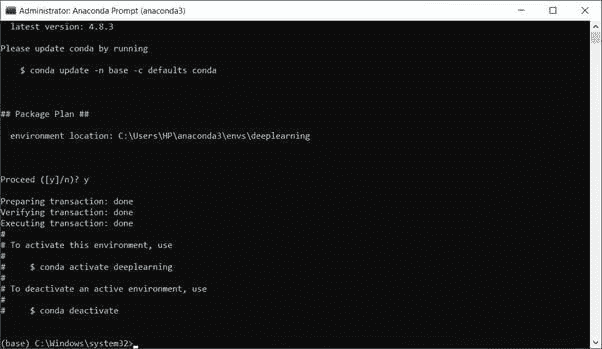 Administrator: Anaconda Prompt (anaconda3)
latest version: 4.8.3
Please update conda by running
$ conda update -n base -c defaults conda
## Package Plan ##
environment location: C:\Users\HP\anaconda3\envs\deeplearning
Proceed ([y]/n)? y
Preparing transaction: done
Verifying transaction: done
Executing transaction: done
#
# To activate this environment, use
#
#     $ conda activate deeplearning
#
# To deactivate an active environment, use
#
#     $ conda deactivate
(base) C:\Windows\system32>